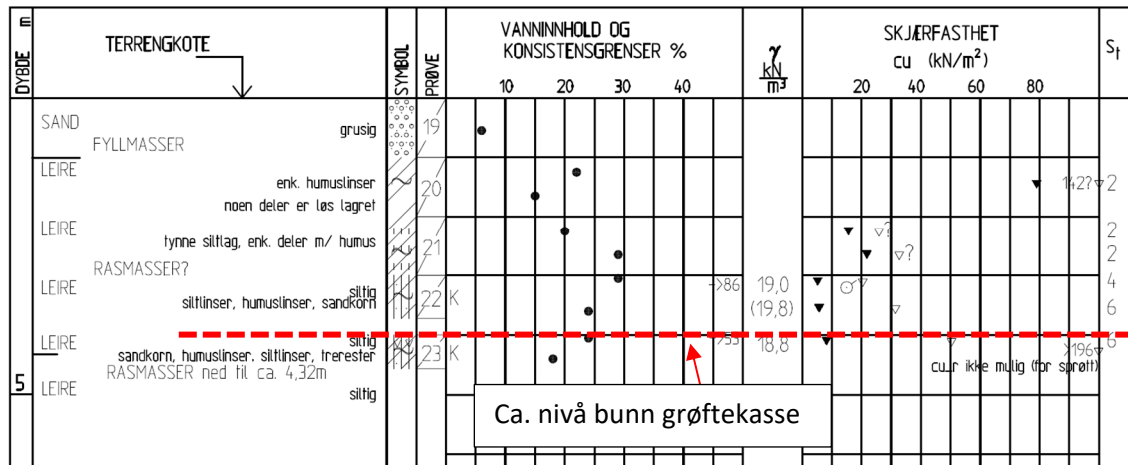 DYBDE m
TERRENGKOTE
SYMBOL
PRØVE
VANNINNHOLD OG
KONSISTENSGRENSER %
10 20 30 40
γ
kN
m³
SKJÆRFASTHET
cu (kN/m²)
20 40 60 80
St
SAND
grusig
19
FYLLMASSER
LEIRE
enk. humuslinser
20
142?
2
noen deler er løs lagret
LEIRE
tynne siltlag, enk. deler m/ humus
21
?
2
?
2
RASMASSER?
LEIRE
siltig
->86
19,0
4
siltlinser, humuslinser, sandkorn
22 K
(19,8)
6
LEIRE
siltig
18,8
6
sandkorn, humuslinser, siltlinser, trerester
23 K
>196
RASMASSER ned til ca. 4,32m
cu_r ikke mulig (for sprøtt)
5
LEIRE
siltig
Ca. nivå bunn grøftekasse